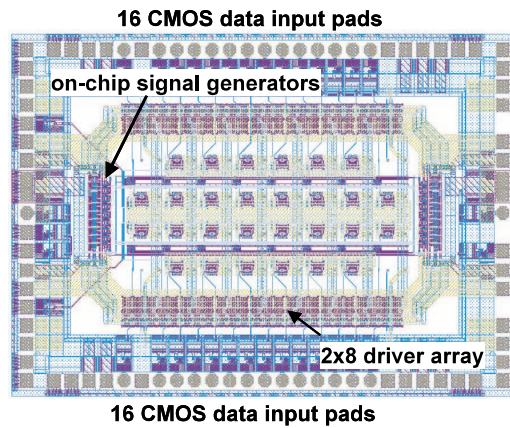 16 CMOS data input pads
on-chip signal generators
2x8 driver array
16 CMOS data input pads